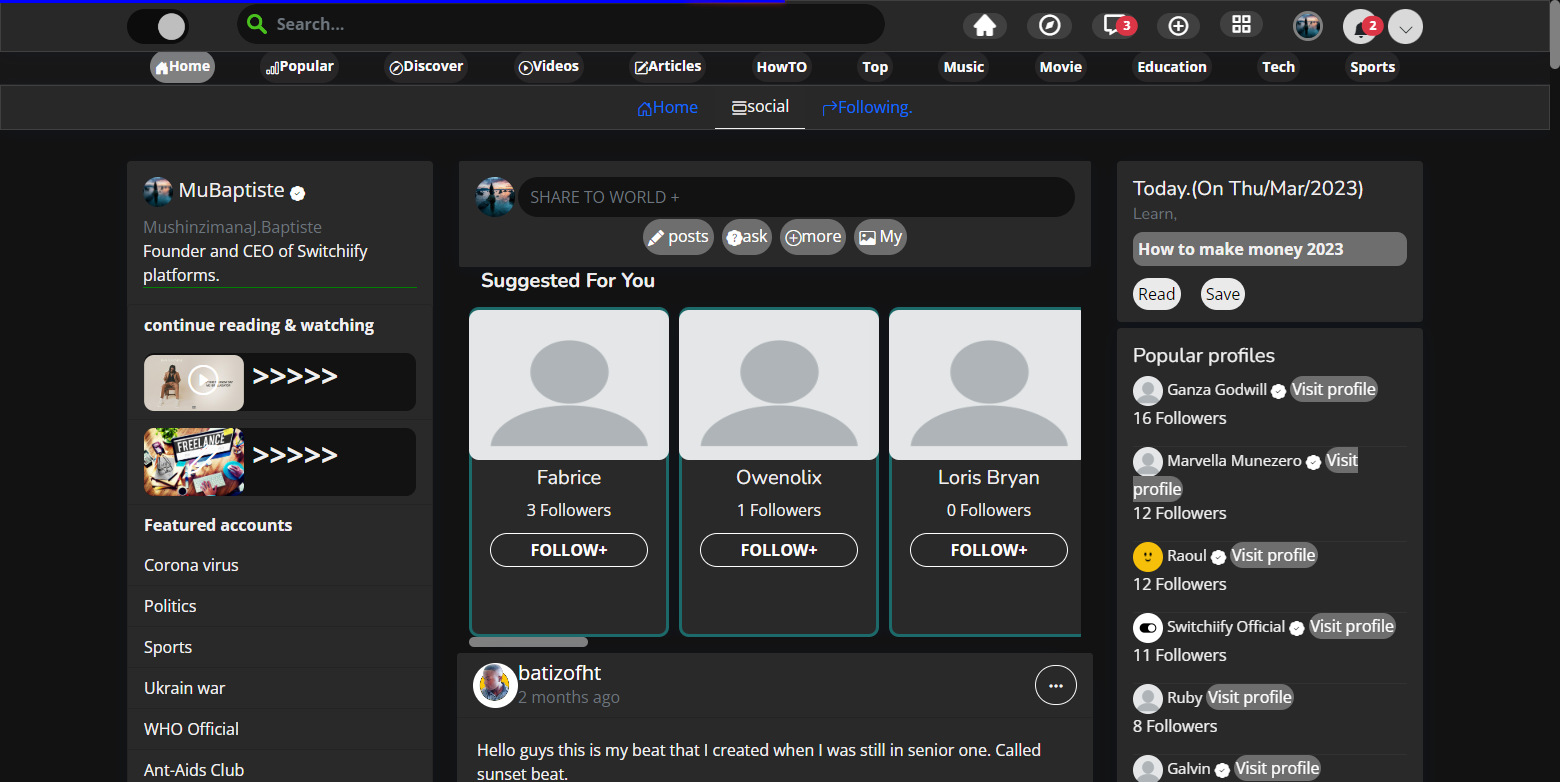 Search...
3
2
Home
Popular
Discover
Videos
Articles
HowTO
Top
Music
Movie
Education
Tech
Sports
Home
social
Following.
MuBaptiste
MushinzimanaJ.Baptiste
Founder and CEO of Switchiify
platforms.
continue reading & watching
>>>>>
FREELANCE
>>>>>
Featured accounts
Corona virus
Politics
Sports
Ukrain war
WHO Official
Ant-Aids Club
SHARE TO WORLD +
posts
?ask
more
My
Suggested For You
Fabrice
3 Followers
FOLLOW+
Owenolix
1 Followers
FOLLOW+
Loris Bryan
0 Followers
FOLLOW+
batizofht
2 months ago
Hello guys this is my beat that I created when I was still in senior one. Called
sunset beat.
Today.(On Thu/Mar/2023)
Learn,
How to make money 2023
Read
Save
Popular profiles
Ganza Godwill Visit profile
16 Followers
Marvella Munezero Visit
profile
12 Followers
Raoul Visit profile
12 Followers
Switchiify Official Visit profile
11 Followers
Ruby Visit profile
8 Followers
Galvin Visit profile